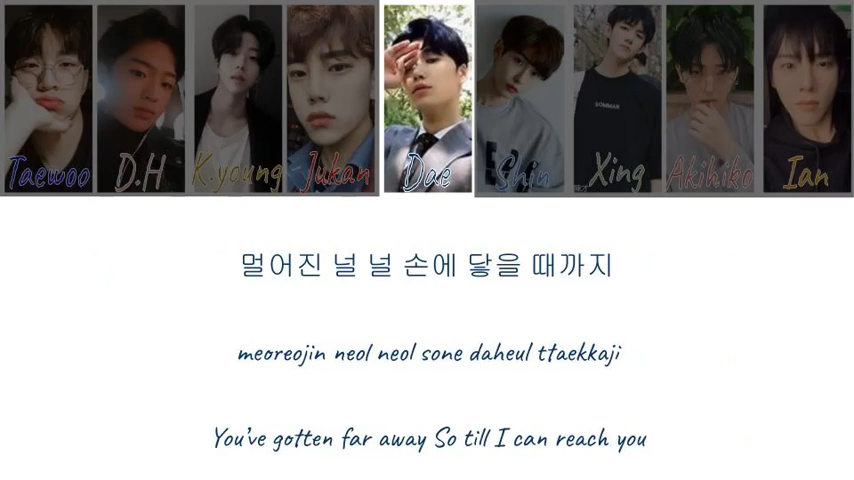 Taewoo D.H K.young Jukan Dae Shin Xing Akihiko Ian
멀어진 널 널 손에 닿을 때까지
meoreojin neol neol sone daheul ttaekkaji
You've gotten far away So till I can reach you